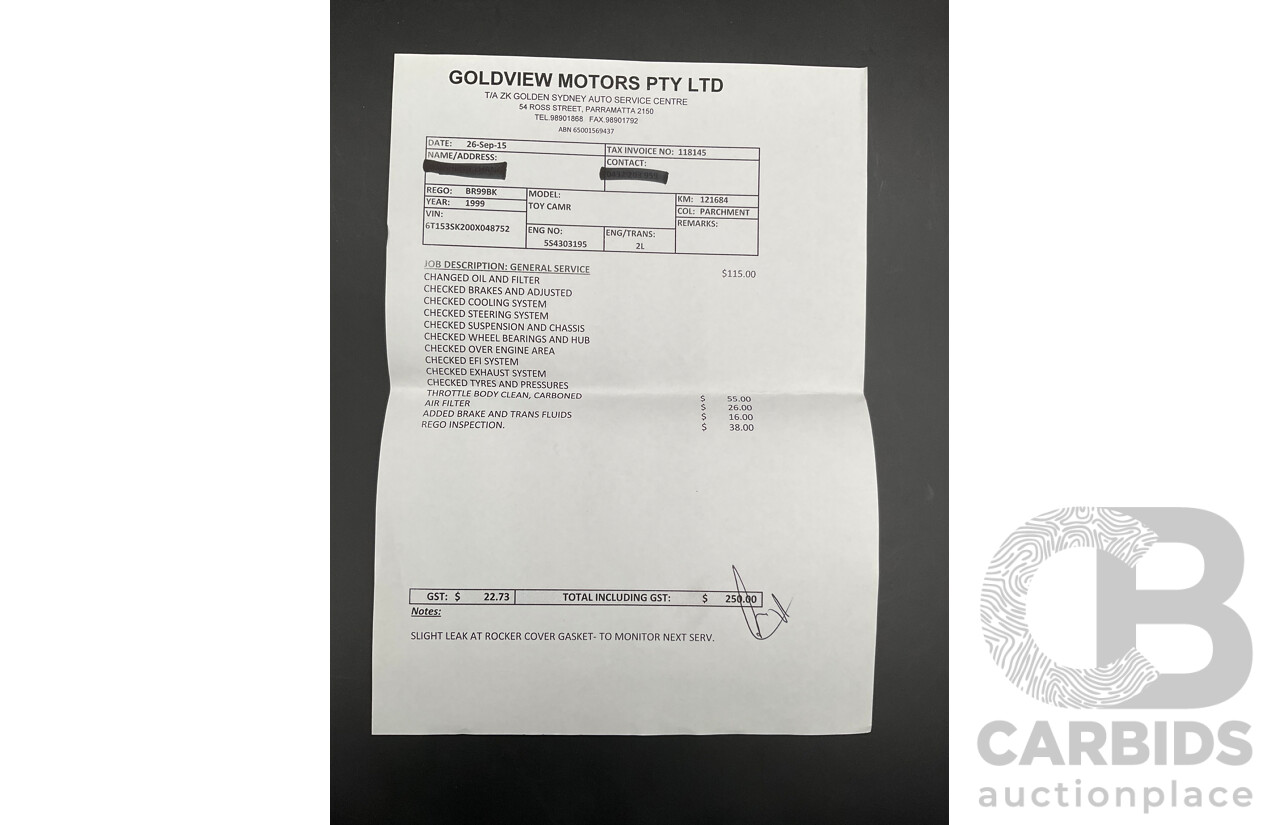 GOLDVIEW MOTORS PTY LTD
T/A ZK GOLDEN SYDNEY AUTO SERVICE CENTRE
54 ROSS STREET, PARRAMATTA 2150
TEL.98901868 FAX.98901792
ABN 65001569437
DATE: 26-Sep-15
TAX INVOICE NO: 118145
NAME/ADDRESS:
CONTACT:
REGO: BR99BK
MODEL:
KM: 121684
YEAR: 1999
TOY CAMR
COL: PARCHMENT
VIN:
REMARKS:
6T153SK200X048752
ENG NO:
ENG/TRANS:
5S4303195
2L
JOB DESCRIPTION: GENERAL SERVICE $115.00
CHANGED OIL AND FILTER
CHECKED BRAKES AND ADJUSTED
CHECKED COOLING SYSTEM
CHECKED STEERING SYSTEM
CHECKED SUSPENSION AND CHASSIS
CHECKED WHEEL BEARINGS AND HUB
CHECKED OVER ENGINE AREA
CHECKED EFI SYSTEM
CHECKED EXHAUST SYSTEM
CHECKED TYRES AND PRESSURES
THROTTLE BODY CLEAN, CARBONED $ 55.00
AIR FILTER $ 26.00
ADDED BRAKE AND TRANS FLUIDS $ 16.00
REGO INSPECTION. $ 38.00
GST: $ 22.73 TOTAL INCLUDING GST: $ 250.00
Notes:
SLIGHT LEAK AT ROCKER COVER GASKET- TO MONITOR NEXT SERV.
CB
CARBIDS
auctionplace